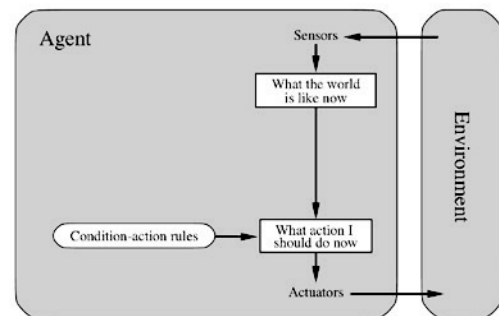 Agent
Sensors
What the world
is like now
Environment
Condition-action rules
What action I
should do now
Actuators